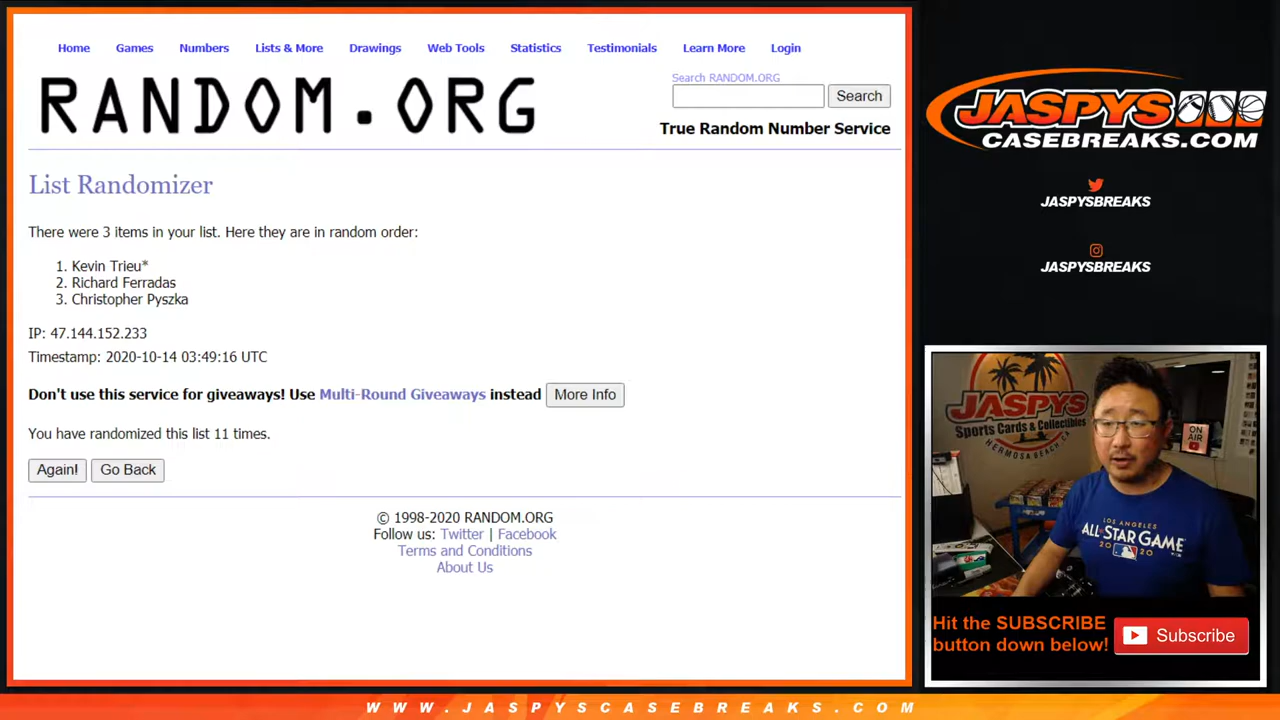 Home Games Numbers Lists & More Drawings Web Tools Statistics Testimonials Learn More Login
RANDOM.ORG
Search RANDOM.ORG
Search
True Random Number Service
List Randomizer
There were 3 items in your list. Here they are in random order:
1. Kevin Trieu*
2. Richard Ferradas
3. Christopher Pyszka
IP: 47.144.152.233
Timestamp: 2020-10-14 03:49:16 UTC
Don't use this service for giveaways! Use Multi-Round Giveaways instead More Info
You have randomized this list 11 times.
Again! Go Back
© 1998-2020 RANDOM.ORG
Follow us: Twitter | Facebook
Terms and Conditions
About Us
JASPYS
CASEBREAKS.COM
JASPYSBREAKS
JASPYSBREAKS
JASPYS
Sports Cards & Collectibles
HERMOSA BEACH, CA
ON AIR
LOS ANGELES
ALL-STAR GAME
2020
Hit the SUBSCRIBE
button down below!
Subscribe
WWW.JASPYSCASEBREAKS.COM